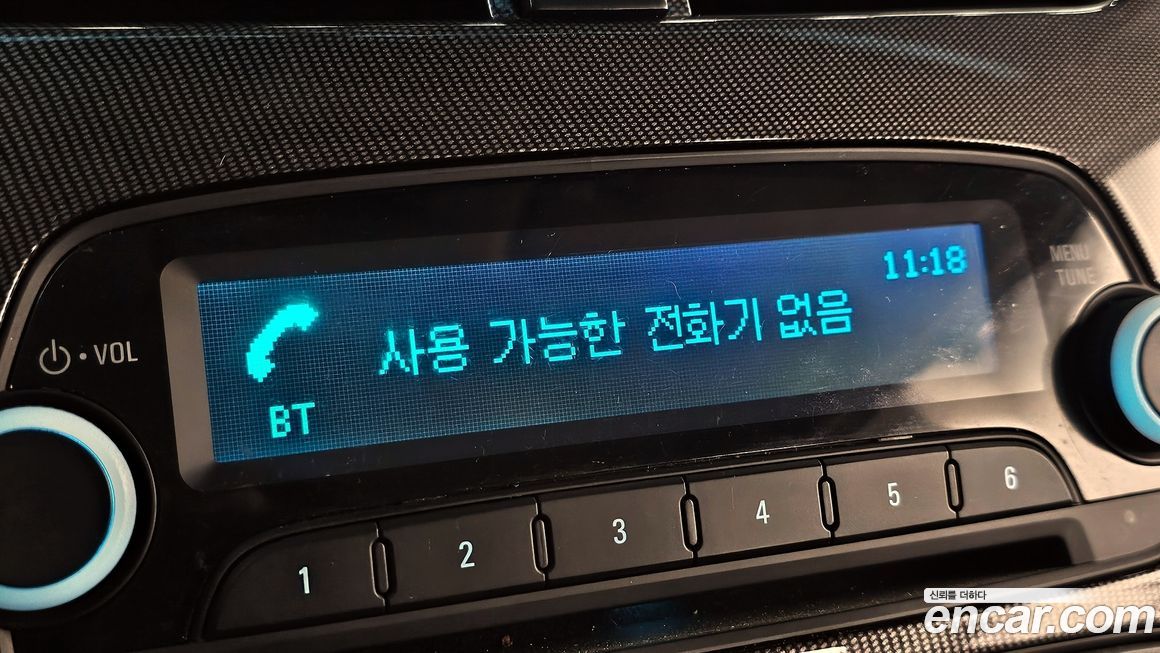 11:18
MENU
TUNE
사용 가능한 전화기 없음
VOL
BT
1 2 3 4 5 6
신뢰를 더하다
encar.com